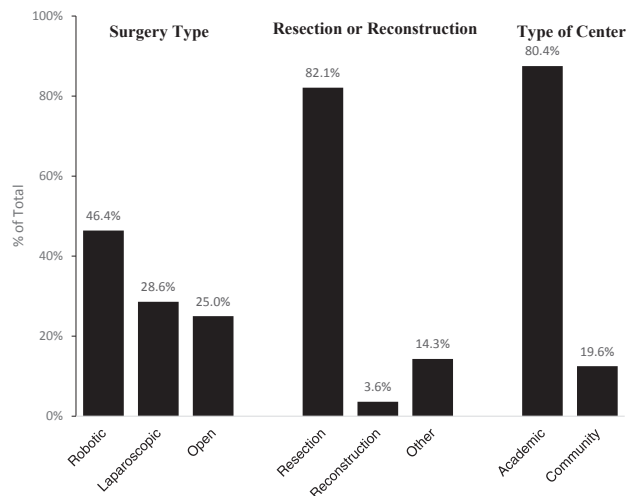 Surgery Type
Resection or Reconstruction
Type of Center
% of Total
100%
80%
60%
40%
20%
0%
46.4%
28.6%
25.0%
82.1%
3.6%
14.3%
80.4%
19.6%
Robotic
Laparoscopic
Open
Resection
Reconstruction
Other
Academic
Community